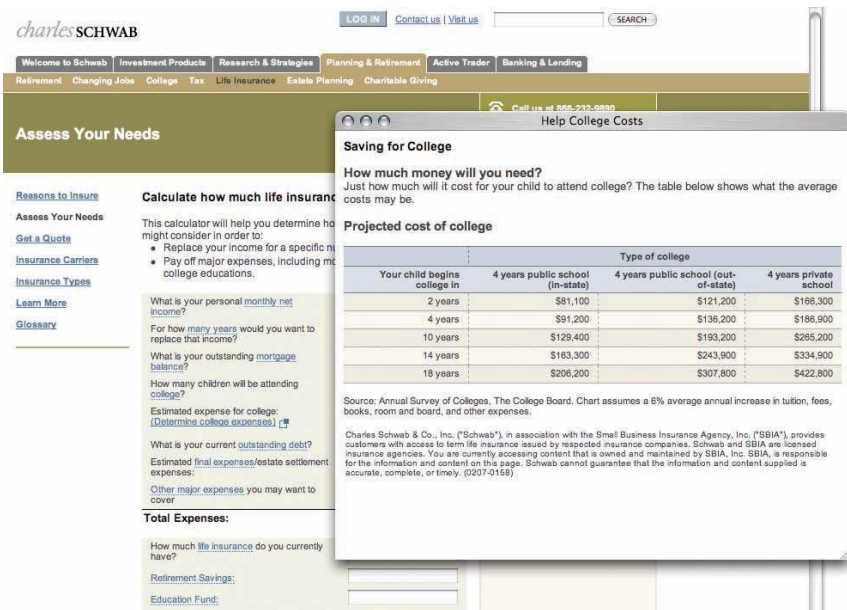 charles SCHWAB
LOG IN Contact us | Visit us SEARCH
Welcome to Schwab Investment Products Research & Strategies Planning & Retirement Active Trader Banking & Lending
Retirement Changing Jobs College Tax Life Insurance Estate Planning Charitable Giving
Call us at 866-232-9890
Assess Your Needs
Reasons to Insure
Assess Your Needs
Get a Quote
Insurance Carriers
Insurance Types
Learn More
Glossary
Calculate how much life insuranc
This calculator will help you determine ho
might consider in order to:
• Replace your income for a specific nu
• Pay off major expenses, including mo
college educations.
What is your personal monthly net
income?
For how many years would you want to
replace that income?
What is your outstanding mortgage
balance?
How many children will be attending
college?
Estimated expense for college:
(Determine college expenses)
What is your current outstanding debt?
Estimated final expenses/estate settlement
expenses:
Other major expenses you may want to
cover
Total Expenses:
How much life insurance do you currently
have?
Retirement Savings:
Education Fund:
Help College Costs
Saving for College
How much money will you need?
Just how much will it cost for your child to attend college? The table below shows what the average
costs may be.
Projected cost of college
Type of college
Your child begins college in 4 years public school (in-state) 4 years public school (out-of-state) 4 years private school
2 years $81,100 $121,200 $166,300
4 years $91,200 $136,200 $186,900
10 years $129,400 $193,200 $265,200
14 years $163,300 $243,900 $334,900
18 years $206,200 $307,800 $422,800
Source: Annual Survey of Colleges, The College Board. Chart assumes a 6% average annual increase in tuition, fees,
books, room and board, and other expenses.
Charles Schwab & Co., Inc. ("Schwab"), in association with the Small Business Insurance Agency, Inc. ("SBIA"), provides
customers with access to term life insurance issued by respected insurance companies. Schwab and SBIA are licensed
insurance agencies. You are currently accessing content that is owned and maintained by SBIA, Inc. SBIA, is responsible
for the information and content on this page. Schwab cannot guarantee that the information and content supplied is
accurate, complete, or timely. (0207-0158)